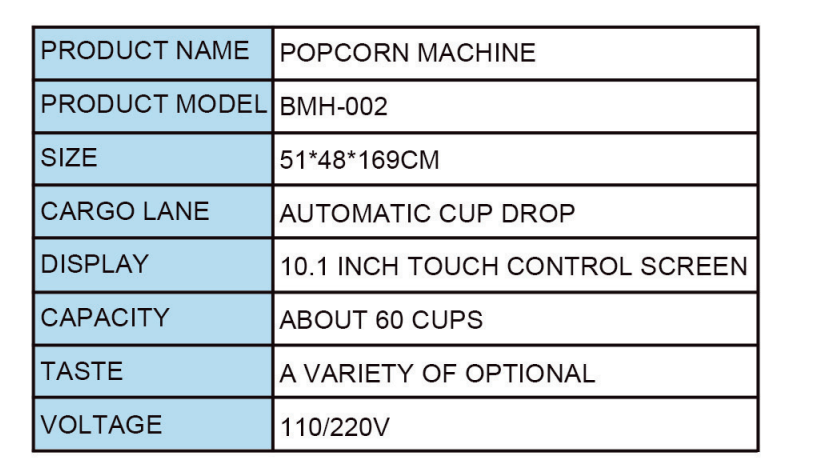 PRODUCT NAME POPCORN MACHINE
PRODUCT MODEL BMH-002
SIZE 51*48*169CM
CARGO LANE AUTOMATIC CUP DROP
DISPLAY 10.1 INCH TOUCH CONTROL SCREEN
CAPACITY ABOUT 60 CUPS
TASTE A VARIETY OF OPTIONAL
VOLTAGE 110/220V